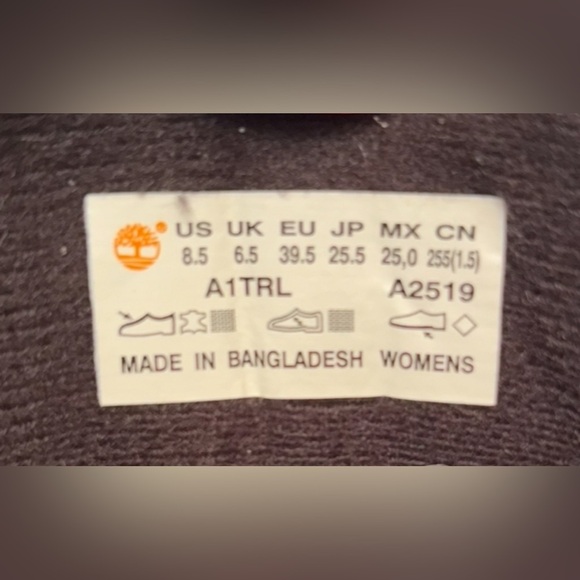 US UK EU JP MX CN
8.5 6.5 39.5 25.5 25,0 255(1.5)
A1TRL A2519
MADE IN BANGLADESH WOMENS